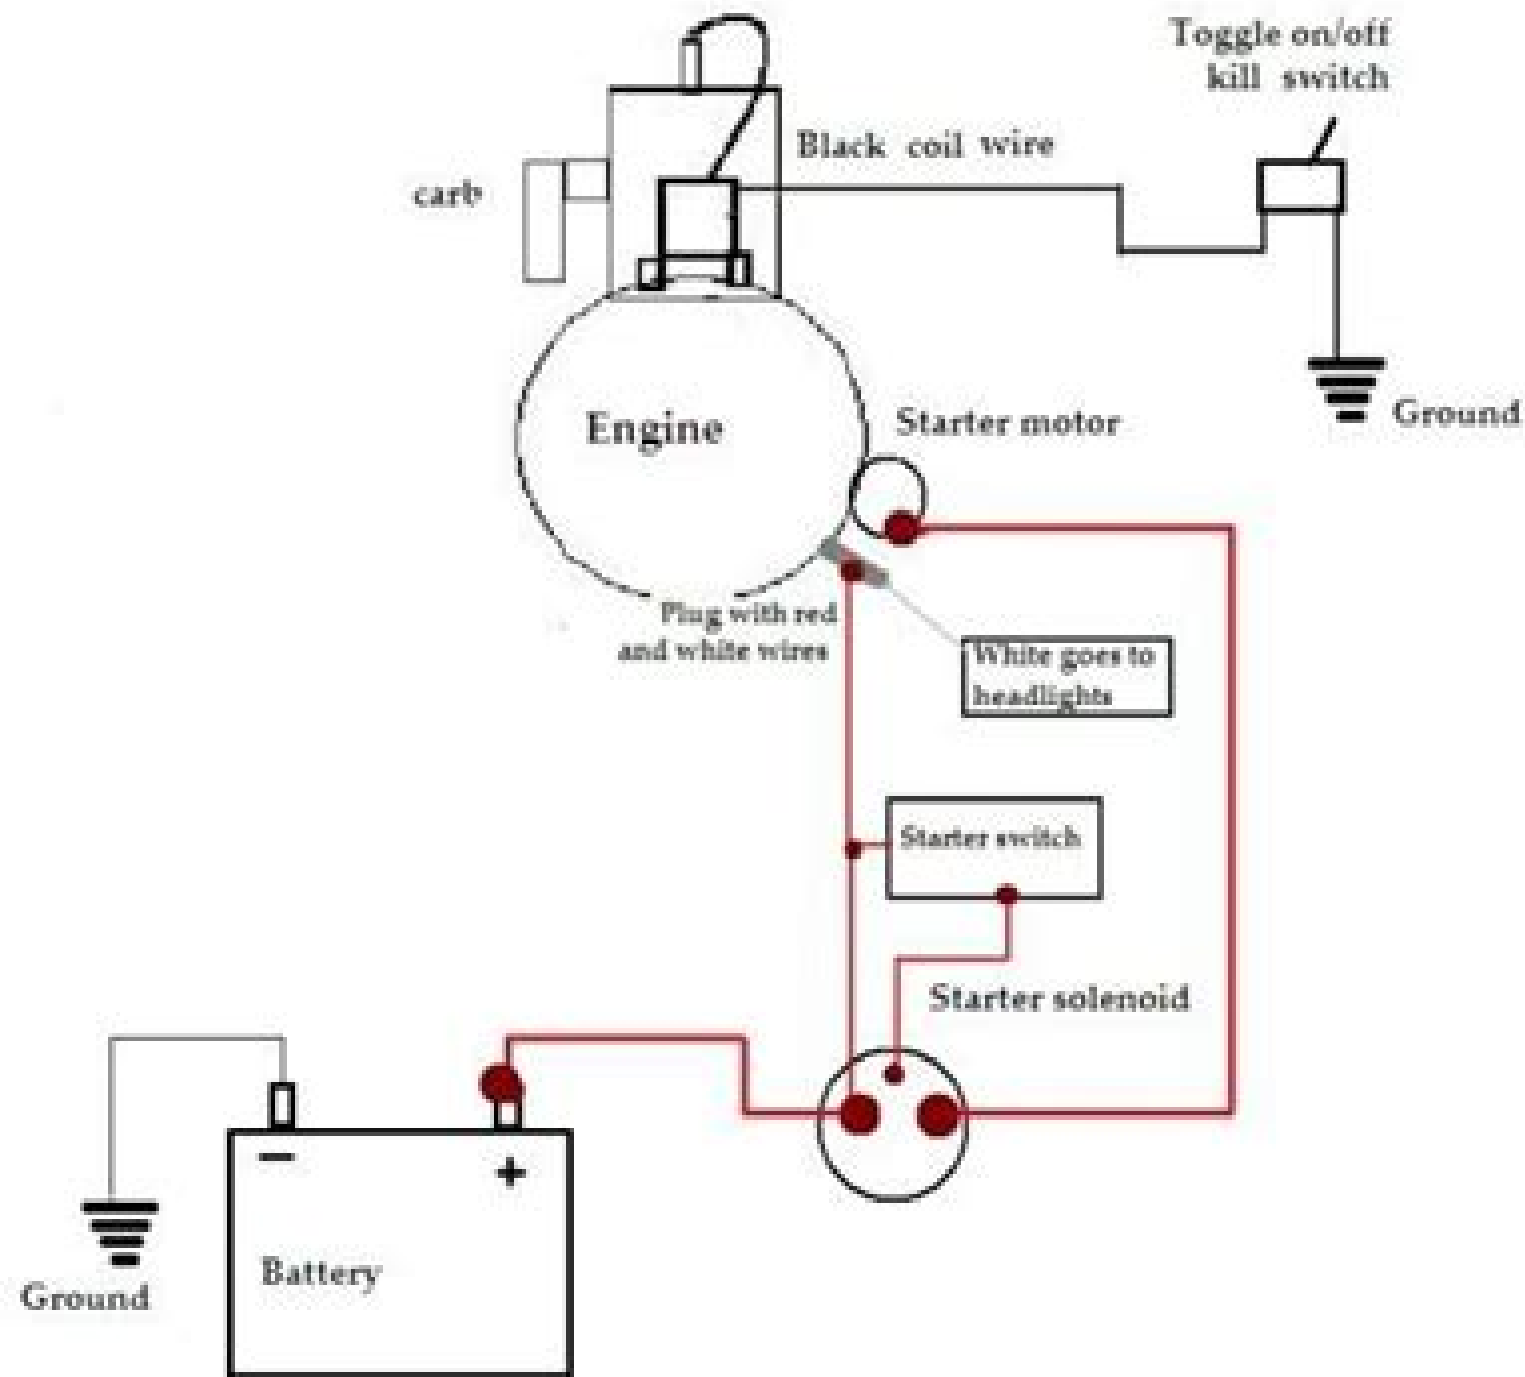 Toggle on/off
kill switch
Black coil wire
carb
Engine
Starter motor
Ground
Plug with red
and white wires
White goes to
headlights
Starter switch
Starter solenoid
−
+
Battery
Ground